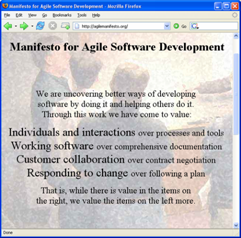 Manifesto for Agile Software Development - Mozilla Firefox
File Edit View Go Bookmarks Tools Help
http://agilemanifesto.org/
Manifesto for Agile Software Development
We are uncovering better ways of developing
software by doing it and helping others do it.
Through this work we have come to value:
Individuals and interactions over processes and tools
Working software over comprehensive documentation
Customer collaboration over contract negotiation
Responding to change over following a plan
That is, while there is value in the items on
the right, we value the items on the left more.
Done